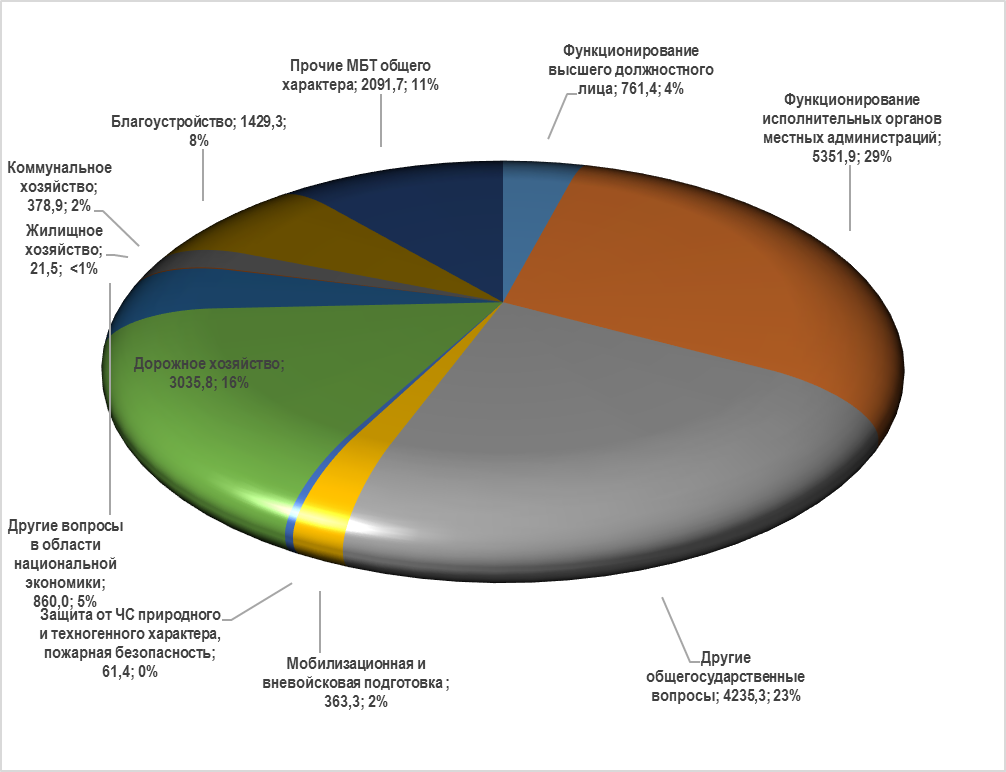 Функционирование
высшего должностного
лица; 761,4; 4%
Функционирование
исполнительных органов
местных администраций;
5351,9; 29%
Другие
общегосударственные
вопросы; 4235,3; 23%
Мобилизационная и
вневойсковая подготовка ;
363,3; 2%
Защита от ЧС природного
и техногенного характера,
пожарная безопасность;
61,4; 0%
Дорожное хозяйство;
3035,8; 16%
Другие вопросы
в области
национальной
экономики;
860,0; 5%
Жилищное
хозяйство;
21,5;  <1%
Коммунальное
хозяйство;
378,9; 2%
Благоустройство; 1429,3;
8%
Прочие МБТ общего
характера; 2091,7; 11%